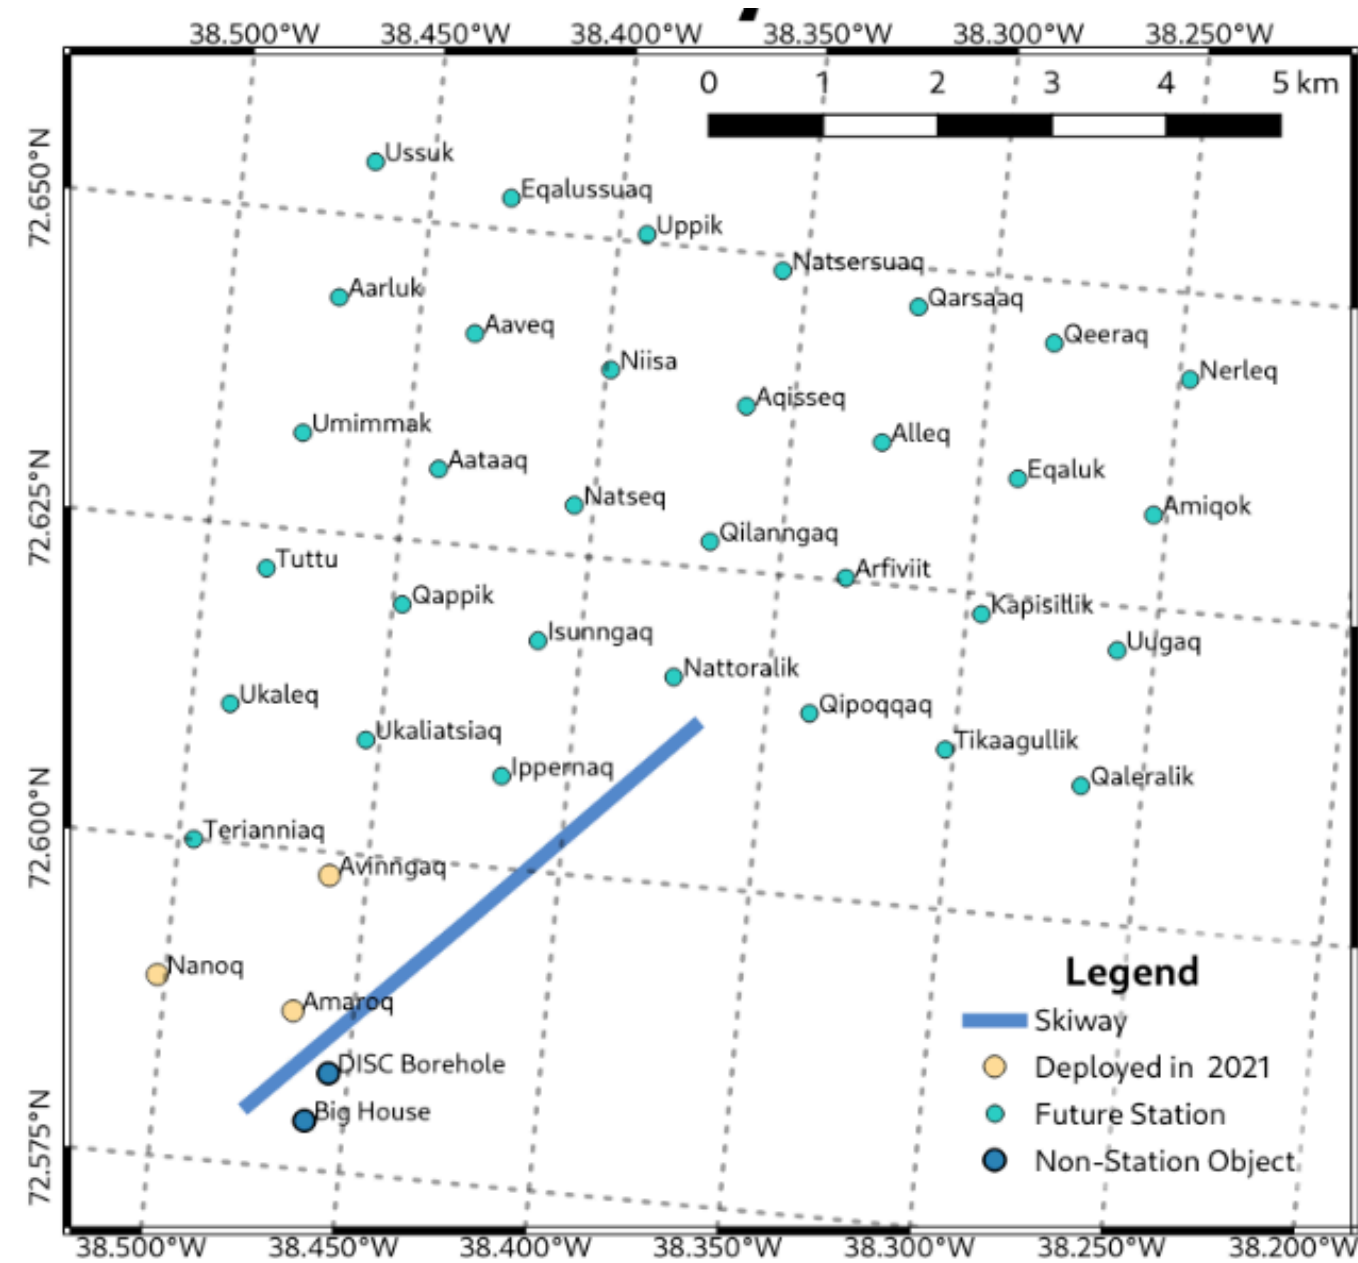 38.500°W 38.450°W 38.400°W 38.350°W 38.300°W 38.250°W
0 1 2 3 4 5 km
72.650°N
72.625°N
72.600°N
72.575°N
Ussuk
Eqalussuaq
Uppik
Natsersuaq
Aarluk
Qarsaaq
Aaveq
Qeeraq
Niisa
Nerleq
Aqisseq
Umimmak
Alleq
Aataaq
Eqaluk
Natseq
Amiqok
Qilanngaq
Tuttu
Arfiviit
Qappik
Kapisillik
Isunngaq
Uugaq
Nattoralik
Ukaleq
Qipoqqaq
Ukaliatsiaq
Tikaagullik
Ippernaq
Qaleralik
Terianniaq
Avinngaq
Nanoq
Amaroq
DISC Borehole
Big House
Legend
Skiway
Deployed in 2021
Future Station
Non-Station Object
38.500°W 38.450°W 38.400°W 38.350°W 38.300°W 38.250°W 38.200°W